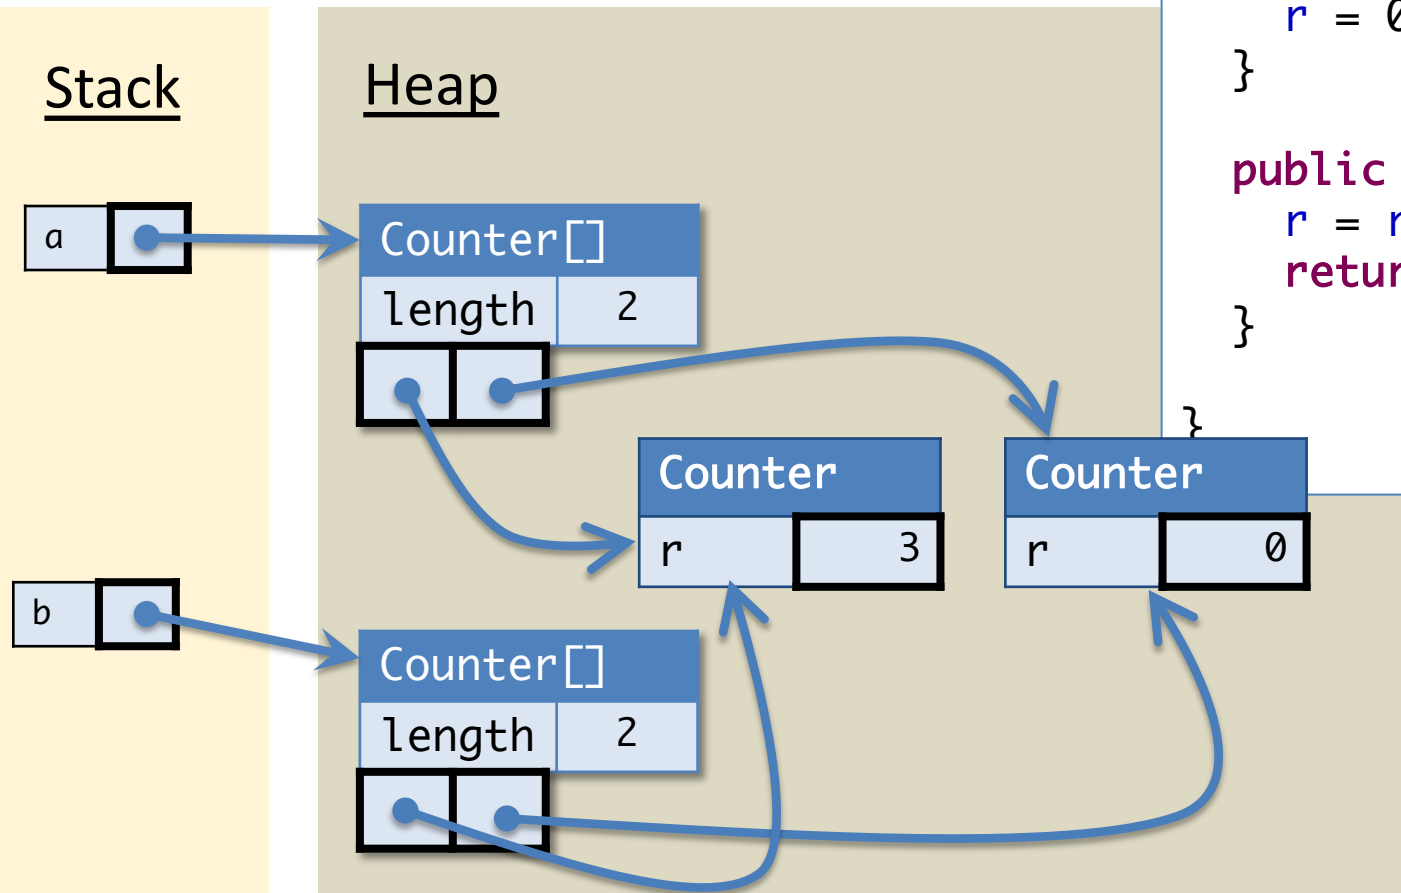 Stack
Heap
r = 0
}
public
r = r
retur
}
}
a
Counter[]
length 2
Counter
r 3
Counter
r 0
b
Counter[]
length 2